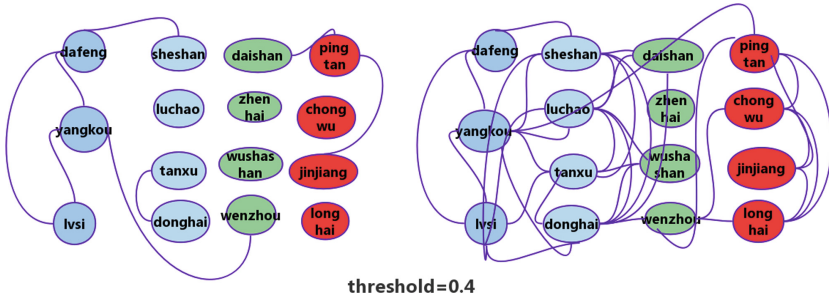 dafeng
sheshan
daishan
ping
tan
yangkou
luchao
zhen
hai
chong
wu
tanxu
wushas
han
jinjiang
lvsi
donghai
wenzhou
long
hai
dafeng
sheshan
daishan
ping
tan
yangkou
luchao
zhe
hai
chong
wu
tanxu
wusha
shan
jinjiang
lvsi
donghai
wenzhou
long
hai
threshold=0.4